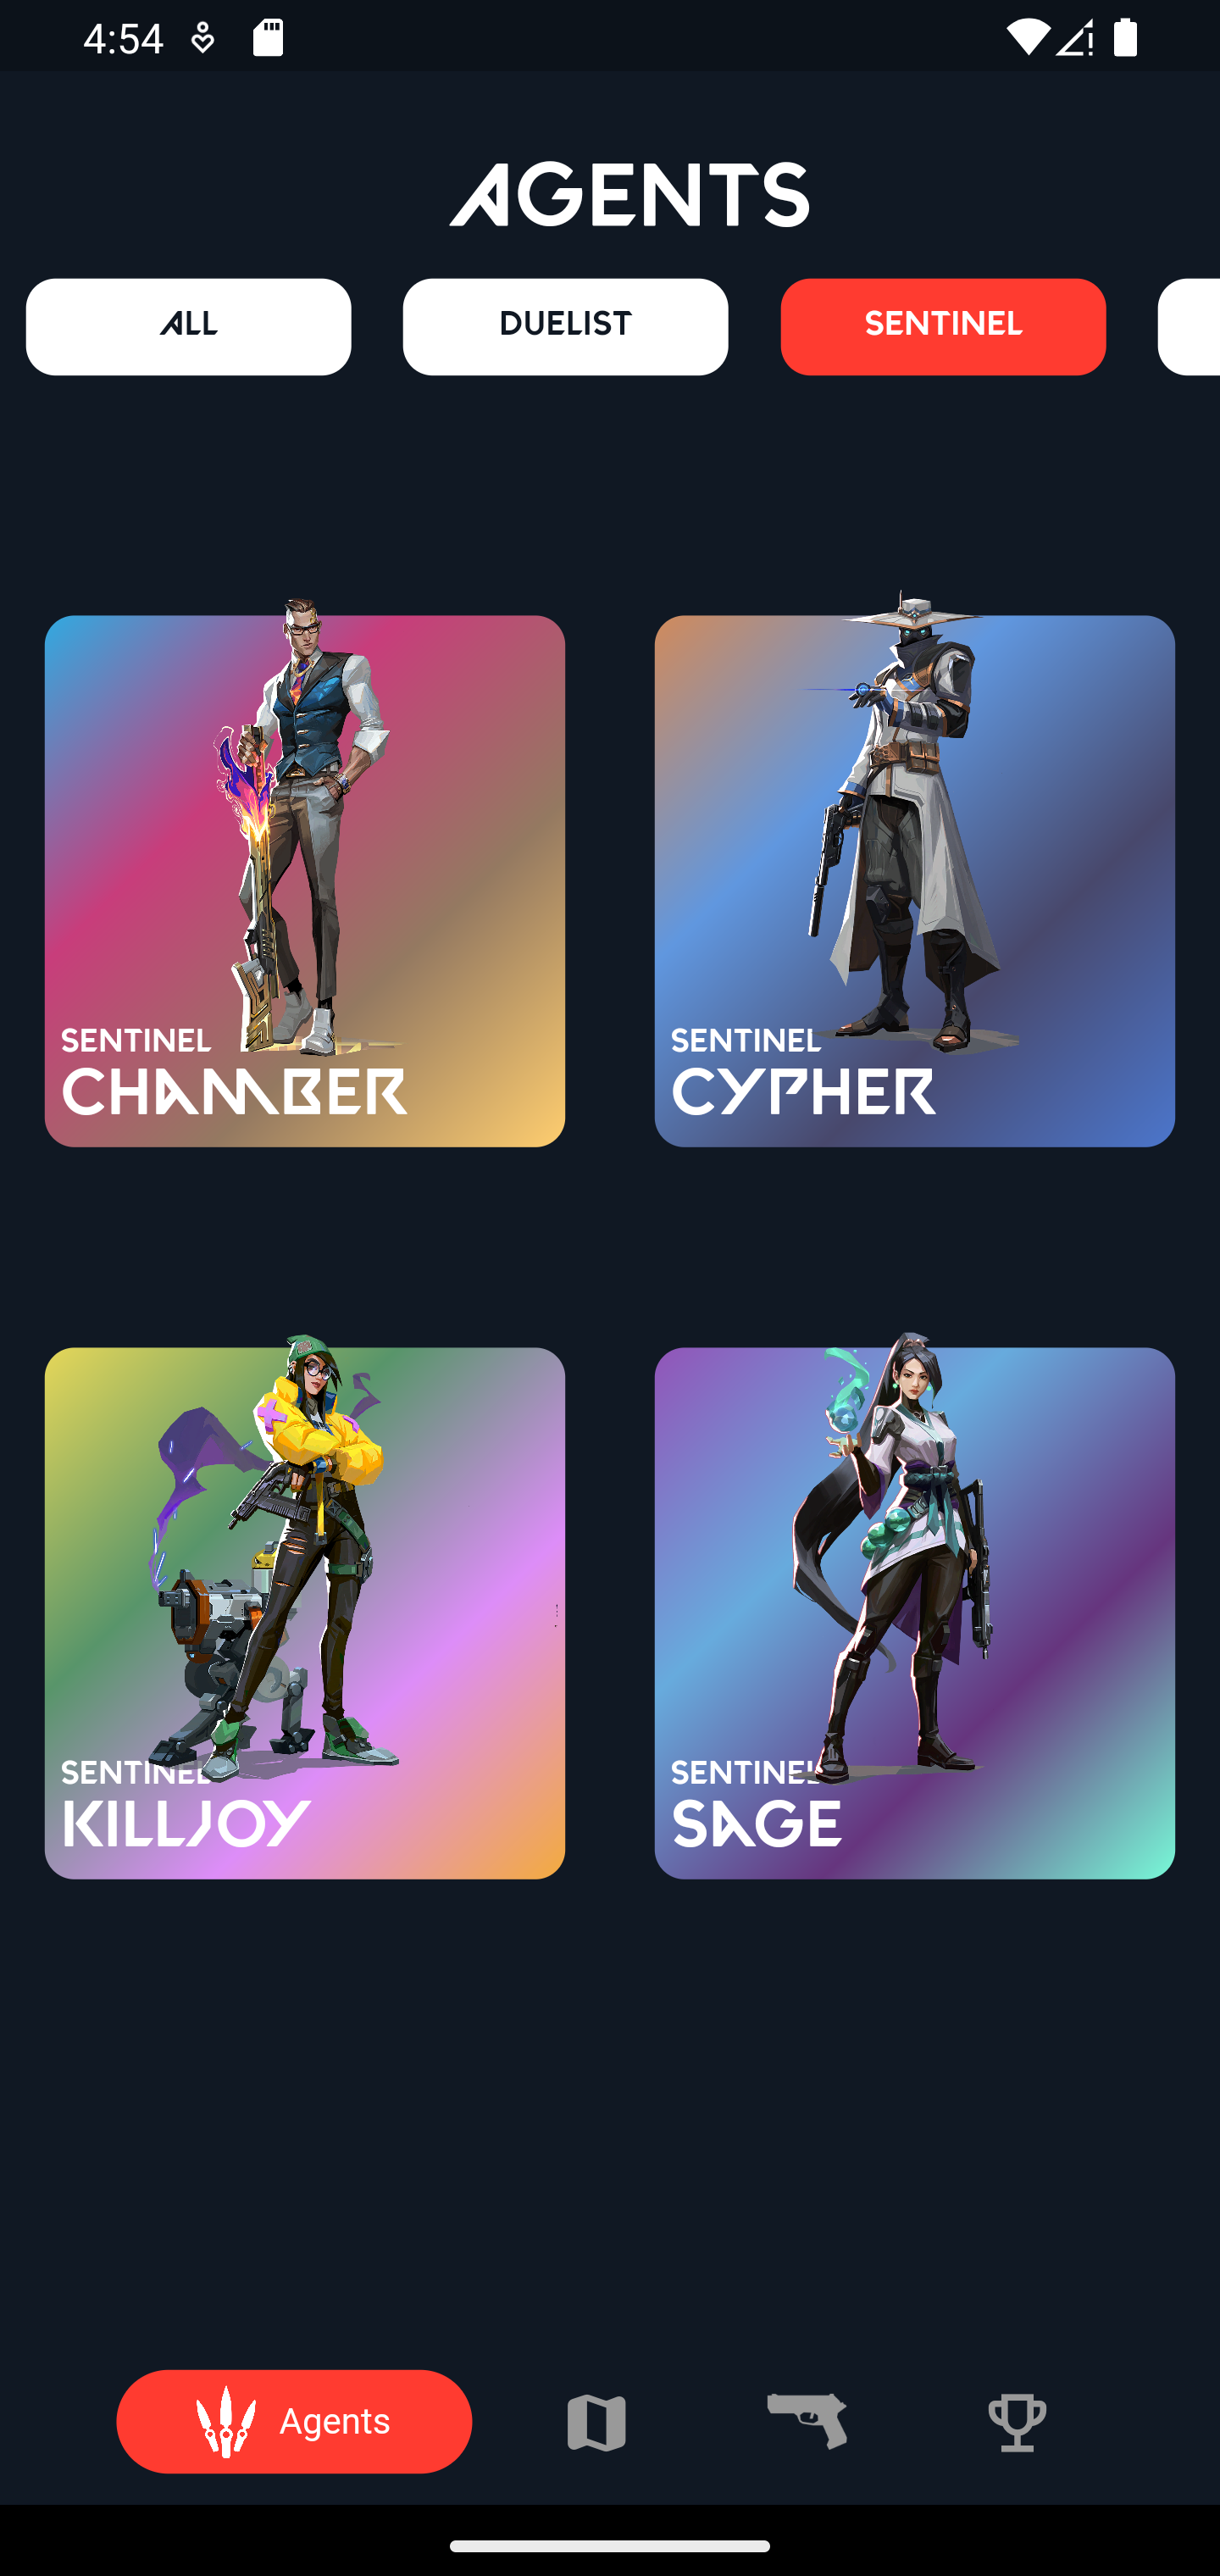 4:54
AGENTS
ALL
DUELIST
SENTINEL
SENTINEL
CHAMBER
SENTINEL
CYPHER
SENTINEL
KILLJOY
SENTINEL
SAGE
Agents